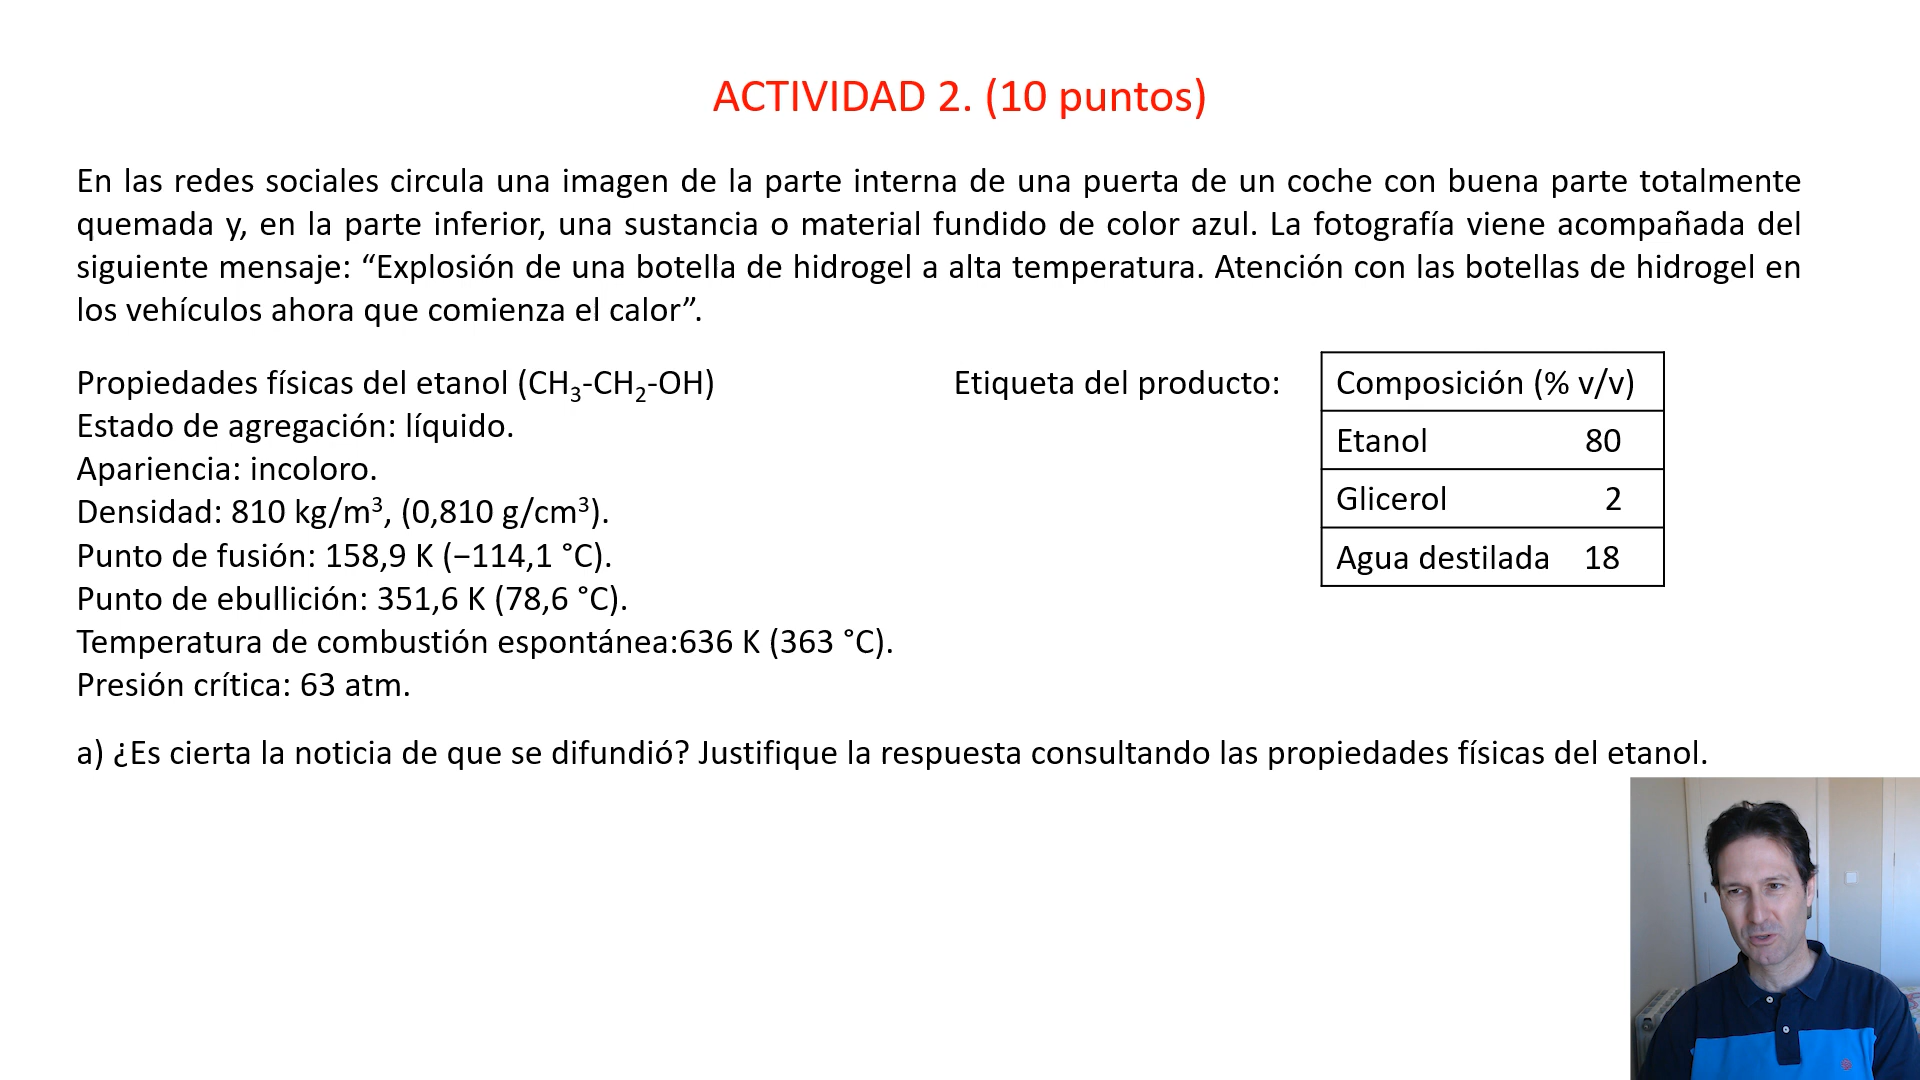 ACTIVIDAD 2. (10 puntos)
En las redes sociales circula una imagen de la parte interna de una puerta de un coche con buena parte totalmente
quemada y, en la parte inferior, una sustancia o material fundido de color azul. La fotografía viene acompañada del
siguiente mensaje: “Explosión de una botella de hidrogel a alta temperatura. Atención con las botellas de hidrogel en
los vehículos ahora que comienza el calor”.
Propiedades físicas del etanol (CH₃-CH₂-OH)
Estado de agregación: líquido.
Apariencia: incoloro.
Densidad: 810 kg/m³, (0,810 g/cm³).
Punto de fusión: 158,9 K (−114,1 °C).
Punto de ebullición: 351,6 K (78,6 °C).
Temperatura de combustión espontánea:636 K (363 °C).
Presión crítica: 63 atm.
Etiqueta del producto:
Composición (% v/v)
Etanol 80
Glicerol 2
Agua destilada 18
a) ¿Es cierta la noticia de que se difundió? Justifique la respuesta consultando las propiedades físicas del etanol.